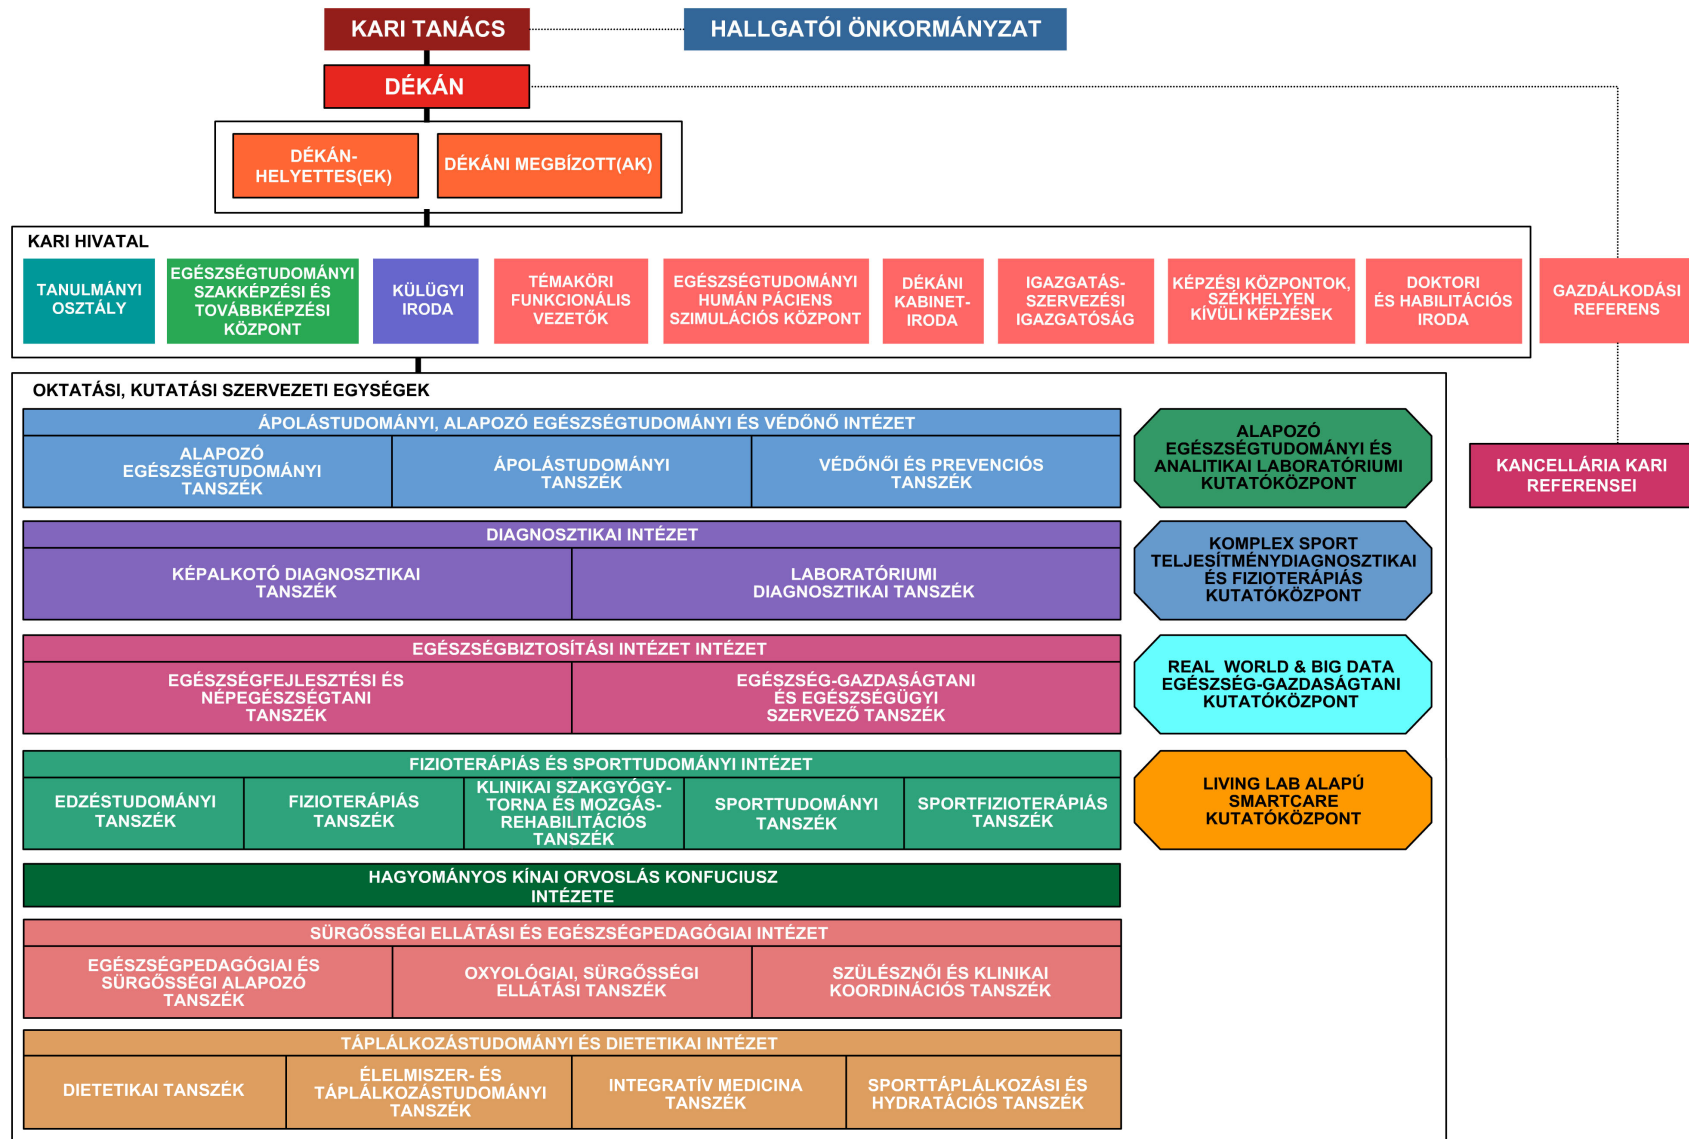 KARI TANÁCS
HALLGATÓI ÖNKORMÁNYZAT
DÉKÁN
DÉKÁN-
HELYETTES(EK)
DÉKÁNI MEGBÍZOTT(AK)
KARI HIVATAL
TANULMÁNYI
OSZTÁLY
EGÉSZSÉGTUDOMÁNYI
SZAKKÉPZÉSI ÉS
TOVÁBBKÉPZÉSI
KÖZPONT
KÜLÜGYI
IRODA
TÉMAKÖRI
FUNKCIONÁLIS
VEZETŐK
EGÉSZSÉGTUDOMÁNYI
HUMÁN PÁCIENS
SZIMULÁCIÓS KÖZPONT
DÉKÁNI
KABINET-
IRODA
IGAZGATÁS-
SZERVEZÉSI
IGAZGATÓSÁG
KÉPZÉSI KÖZPONTOK,
SZÉKHELYEN
KÍVÜLI KÉPZÉSEK
DOKTORI
ÉS HABILITÁCIÓS
IRODA
GAZDÁLKODÁSI
REFERENS
OKTATÁSI, KUTATÁSI SZERVEZETI EGYSÉGEK
ÁPOLÁSTUDOMÁNYI, ALAPOZÓ EGÉSZSÉGTUDOMÁNYI ÉS VÉDŐNŐ INTÉZET
ALAPOZÓ
EGÉSZSÉGTUDOMÁNYI
TANSZÉK
ÁPOLÁSTUDOMÁNYI
TANSZÉK
VÉDŐNŐI ÉS PREVENCIÓS
TANSZÉK
ALAPOZÓ
EGÉSZSÉGTUDOMÁNYI ÉS
ANALITIKAI LABORATÓRIUMI
KUTATÓKÖZPONT
KANCELLÁRIA KARI
REFERENSEI
DIAGNOSZTIKAI INTÉZET
KÉPALKOTÓ DIAGNOSZTIKAI
TANSZÉK
LABORATÓRIUMI
DIAGNOSZTIKAI TANSZÉK
KOMPLEX SPORT
TELJESÍTMÉNYDIAGNOSZTIKAI
ÉS FIZIOTERÁPIÁS
KUTATÓKÖZPONT
EGÉSZSÉGBIZTOSÍTÁSI INTÉZET INTÉZET
EGÉSZSÉGFEJLESZTÉSI ÉS
NÉPEGÉSZSÉGTANI
TANSZÉK
EGÉSZSÉG-GAZDASÁGTANI
ÉS EGÉSZSÉGÜGYI
SZERVEZŐ TANSZÉK
REAL WORLD & BIG DATA
EGÉSZSÉG-GAZDASÁGTANI
KUTATÓKÖZPONT
FIZIOTERÁPIÁS ÉS SPORTTUDOMÁNYI INTÉZET
EDZÉSTUDOMÁNYI
TANSZÉK
FIZIOTERÁPIÁS
TANSZÉK
KLINIKAI SZAKGYÓGY-
TORNA ÉS MOZGÁS-
REHABILITÁCIÓS
TANSZÉK
SPORTTUDOMÁNYI
TANSZÉK
SPORTFIZIOTERÁPIÁS
TANSZÉK
LIVING LAB ALAPÚ
SMARTCARE
KUTATÓKÖZPONT
HAGYOMÁNYOS KÍNAI ORVOSLÁS KONFUCIUSZ
INTÉZETE
SÜRGŐSSÉGI ELLÁTÁSI ÉS EGÉSZSÉGPEDAGÓGIAI INTÉZET
EGÉSZSÉGPEDAGÓGIAI ÉS
SÜRGŐSSÉGI ALAPOZÓ
TANSZÉK
OXYOLÓGIAI, SÜRGŐSSÉGI
ELLÁTÁSI TANSZÉK
SZÜLÉSZNŐI ÉS KLINIKAI
KOORDINÁCIÓS TANSZÉK
TÁPLÁLKOZÁSTUDOMÁNYI ÉS DIETETIKAI INTÉZET
DIETETIKAI TANSZÉK
ÉLELMISZER- ÉS
TÁPLÁLKOZÁSTUDOMÁNYI
TANSZÉK
INTEGRATÍV MEDICINA
TANSZÉK
SPORTTÁPLÁLKOZÁSI ÉS
HYDRATÁCIÓS TANSZÉK